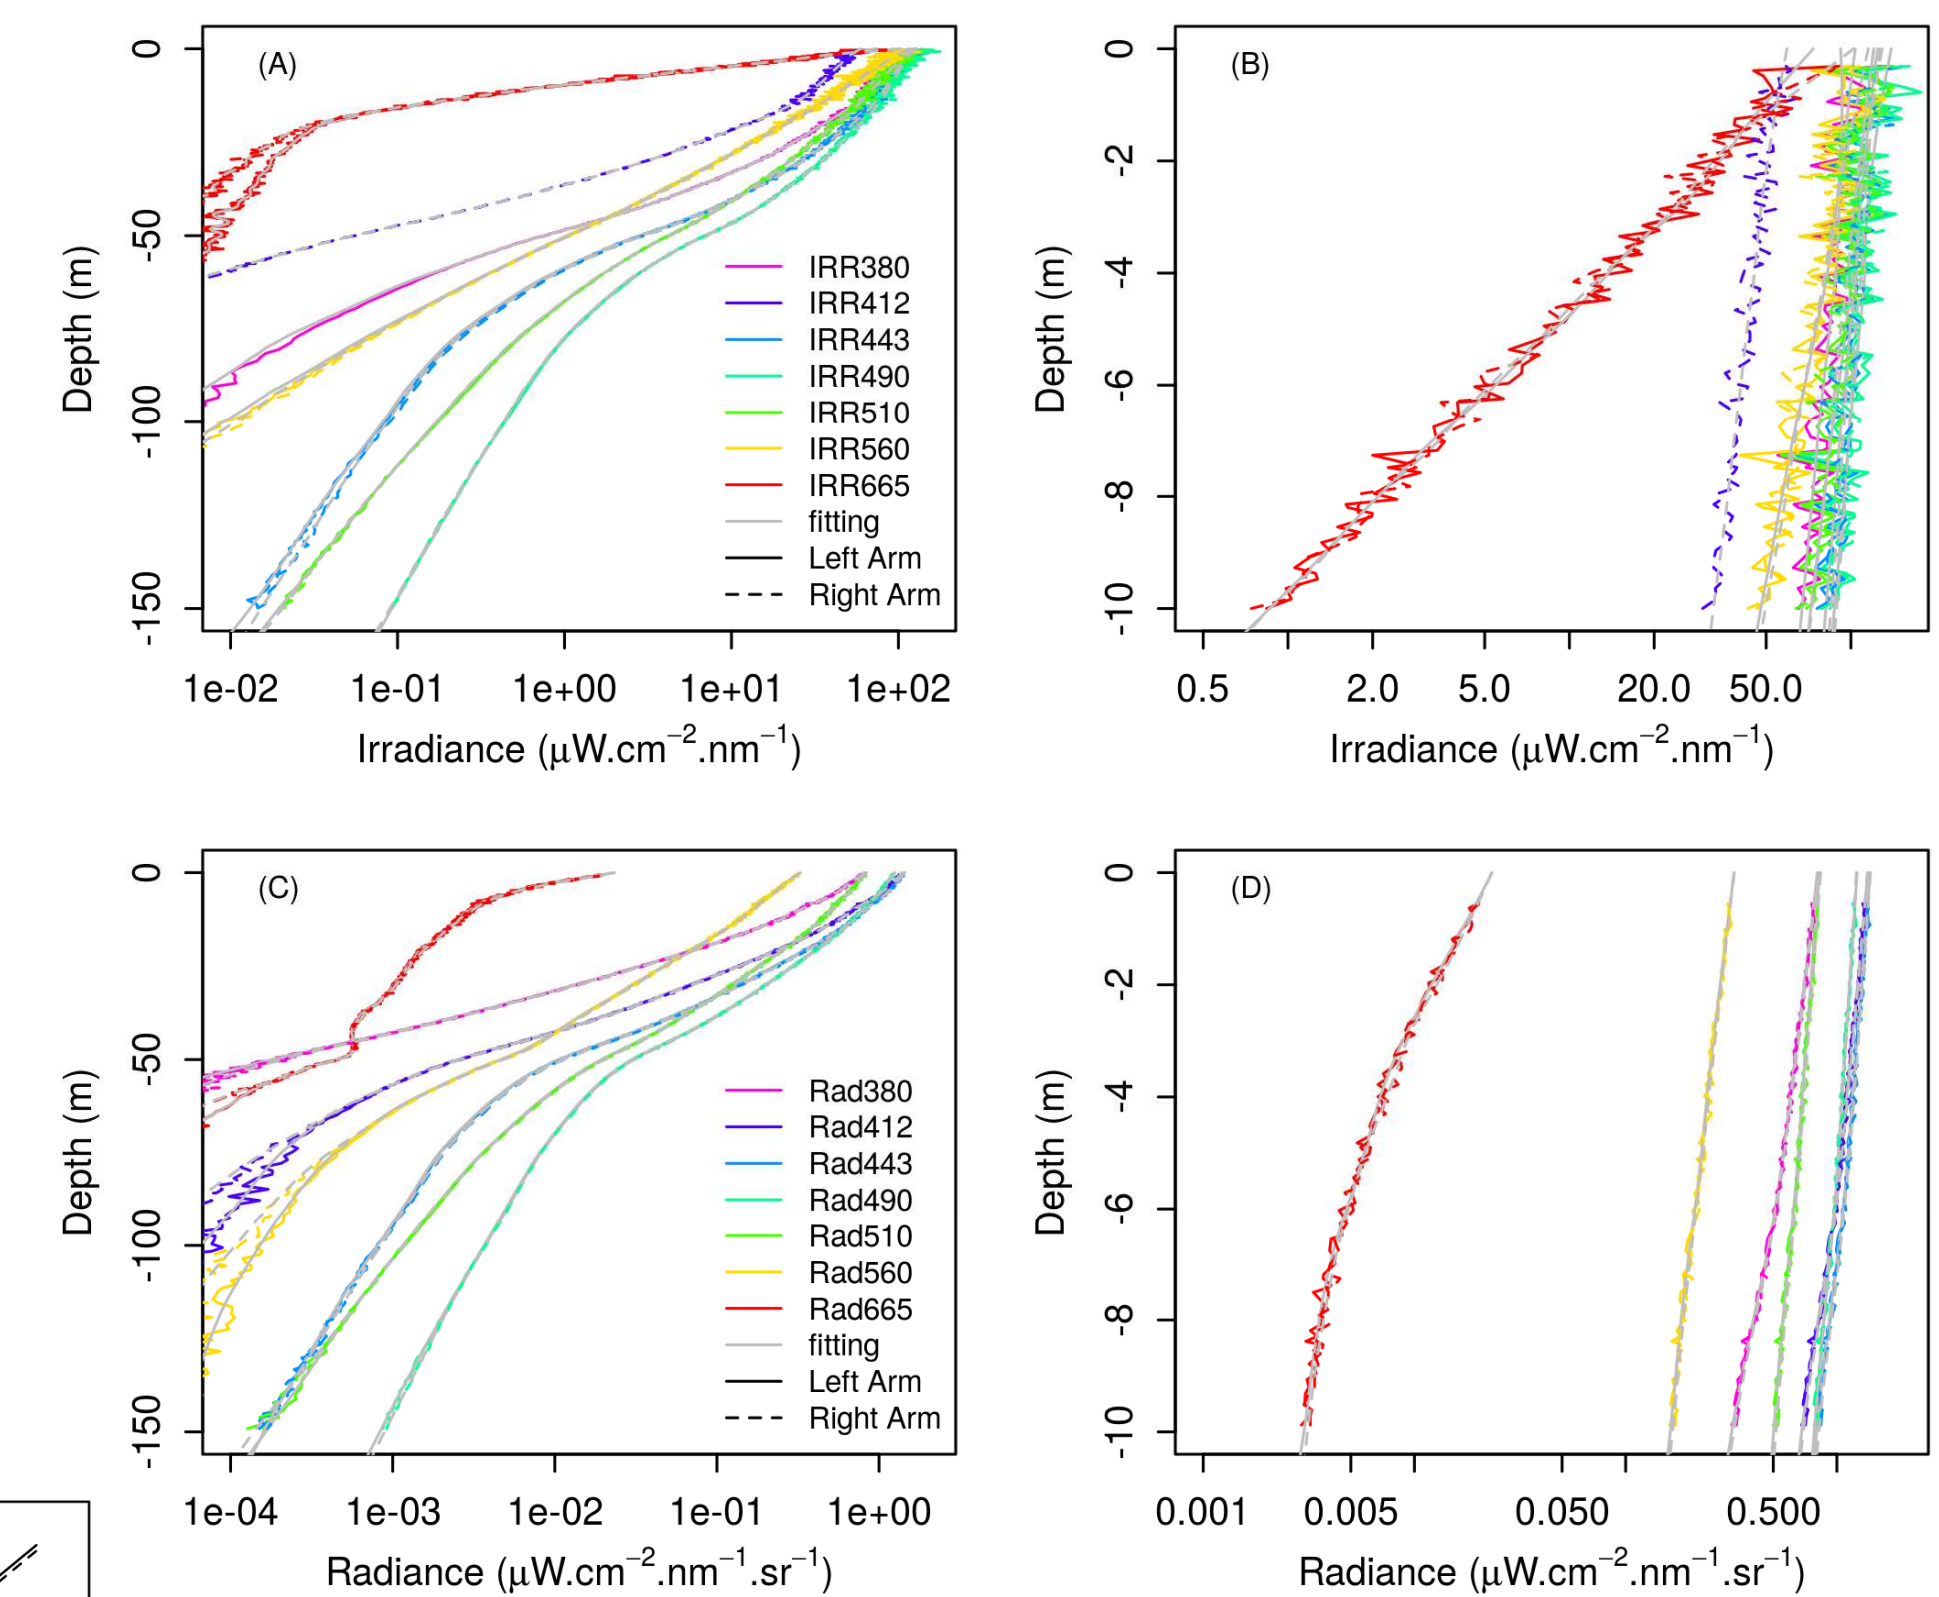 (A)
0
-50
-100
-150
Depth (m)
IRR380
IRR412
IRR443
IRR490
IRR510
IRR560
IRR665
fitting
Left Arm
Right Arm
1e-02 1e-01 1e+00 1e+01 1e+02
Irradiance (μW.cm−2.nm−1)
(B)
0
-2
-4
-6
-8
-10
Depth (m)
0.5 2.0 5.0 20.0 50.0
Irradiance (μW.cm−2.nm−1)
(C)
0
-50
-100
-150
Depth (m)
Rad380
Rad412
Rad443
Rad490
Rad510
Rad560
Rad665
fitting
Left Arm
Right Arm
1e-04 1e-03 1e-02 1e-01 1e+00
Radiance (μW.cm−2.nm−1.sr−1)
(D)
0
-2
-4
-6
-8
-10
Depth (m)
0.001 0.005 0.050 0.500
Radiance (μW.cm−2.nm−1.sr−1)